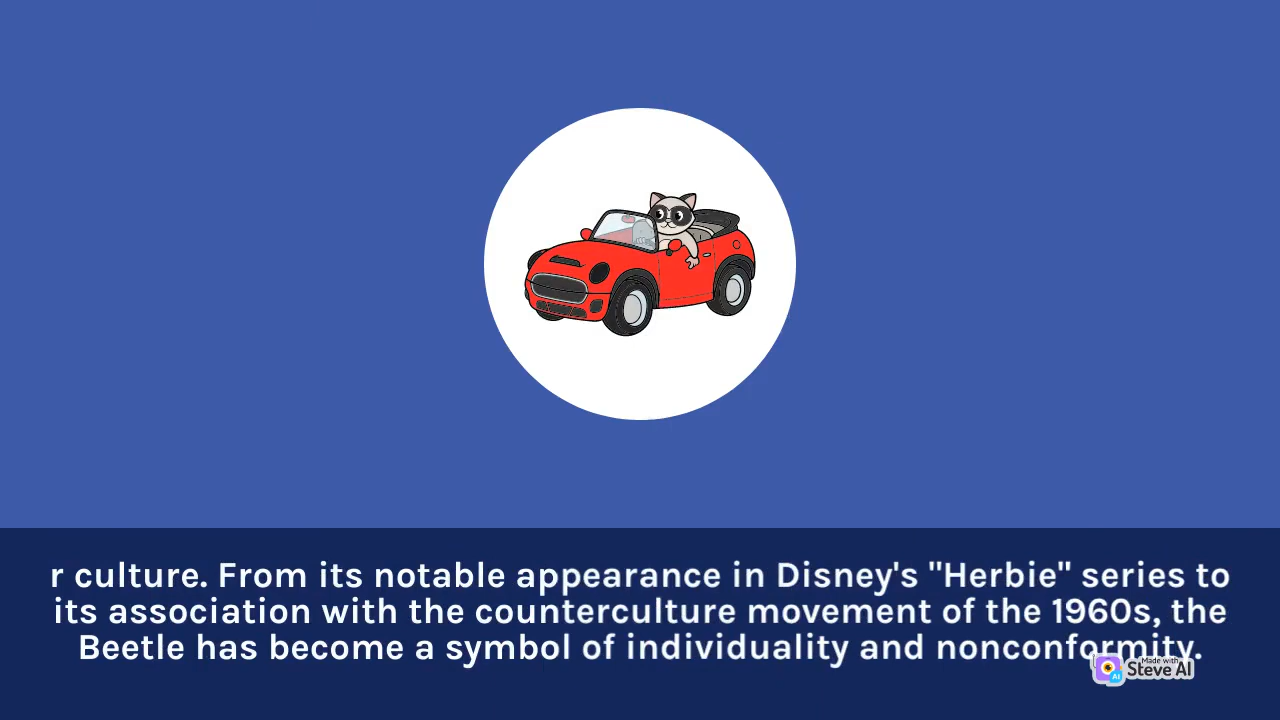 r culture. From its notable appearance in Disney's "Herbie" series to
its association with the counterculture movement of the 1960s, the
Beetle has become a symbol of individuality and nonconformity.
Made with
Steve AI
AI